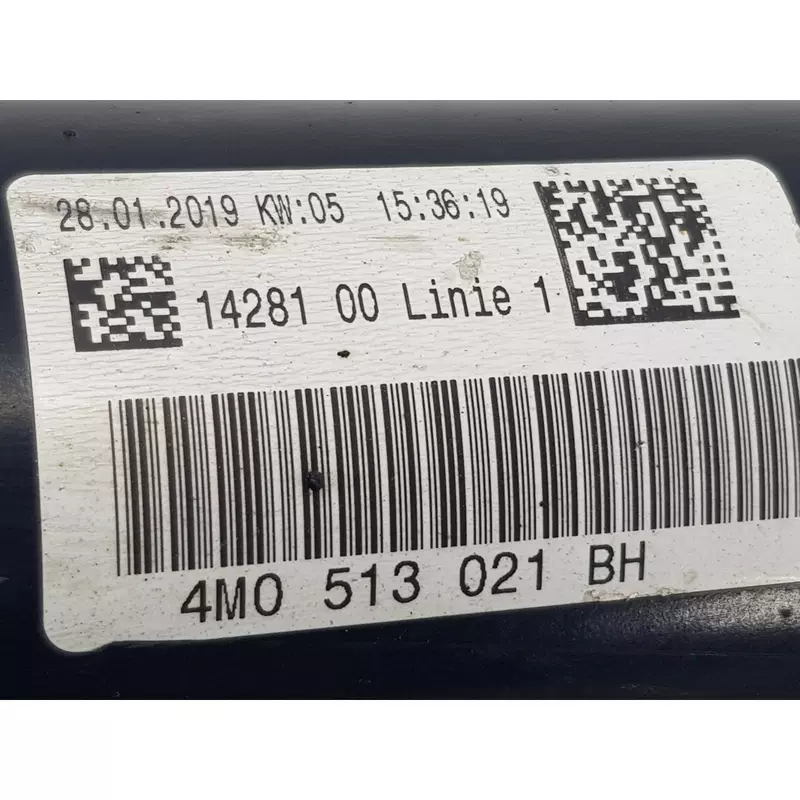 28.01.2019 KW:05 15:36:19
14281 00 Linie 1
4M0 513 021 BH